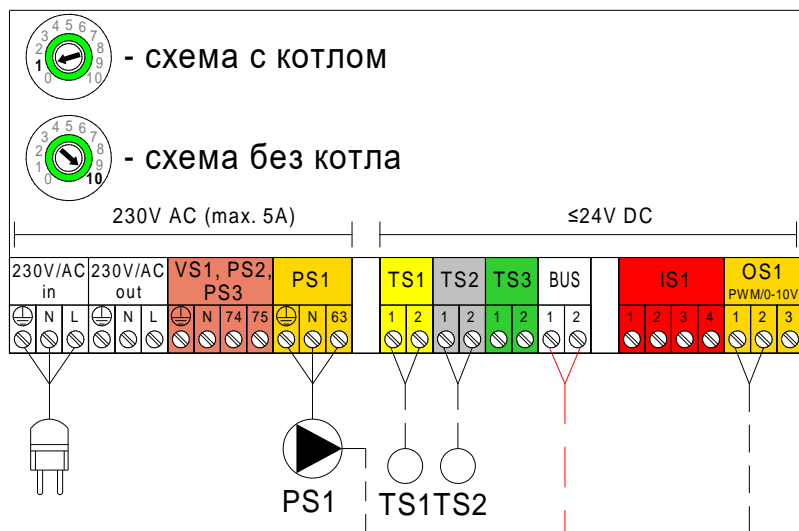 0 1 2 3 4 5 6 7 8 9 10
- схема с котлом
0 1 2 3 4 5 6 7 8 9 10
- схема без котла
230V AC (max. 5A)
≤24V DC
230V/AC in
230V/AC out
VS1, PS2, PS3
PS1
TS1
TS2
TS3
BUS
IS1
OS1
PWM/0-10V
N L N L N 74 75 N 63 1 2 1 2 1 2 1 2 1 2 3 4 1 2 3
PS1
TS1
TS2